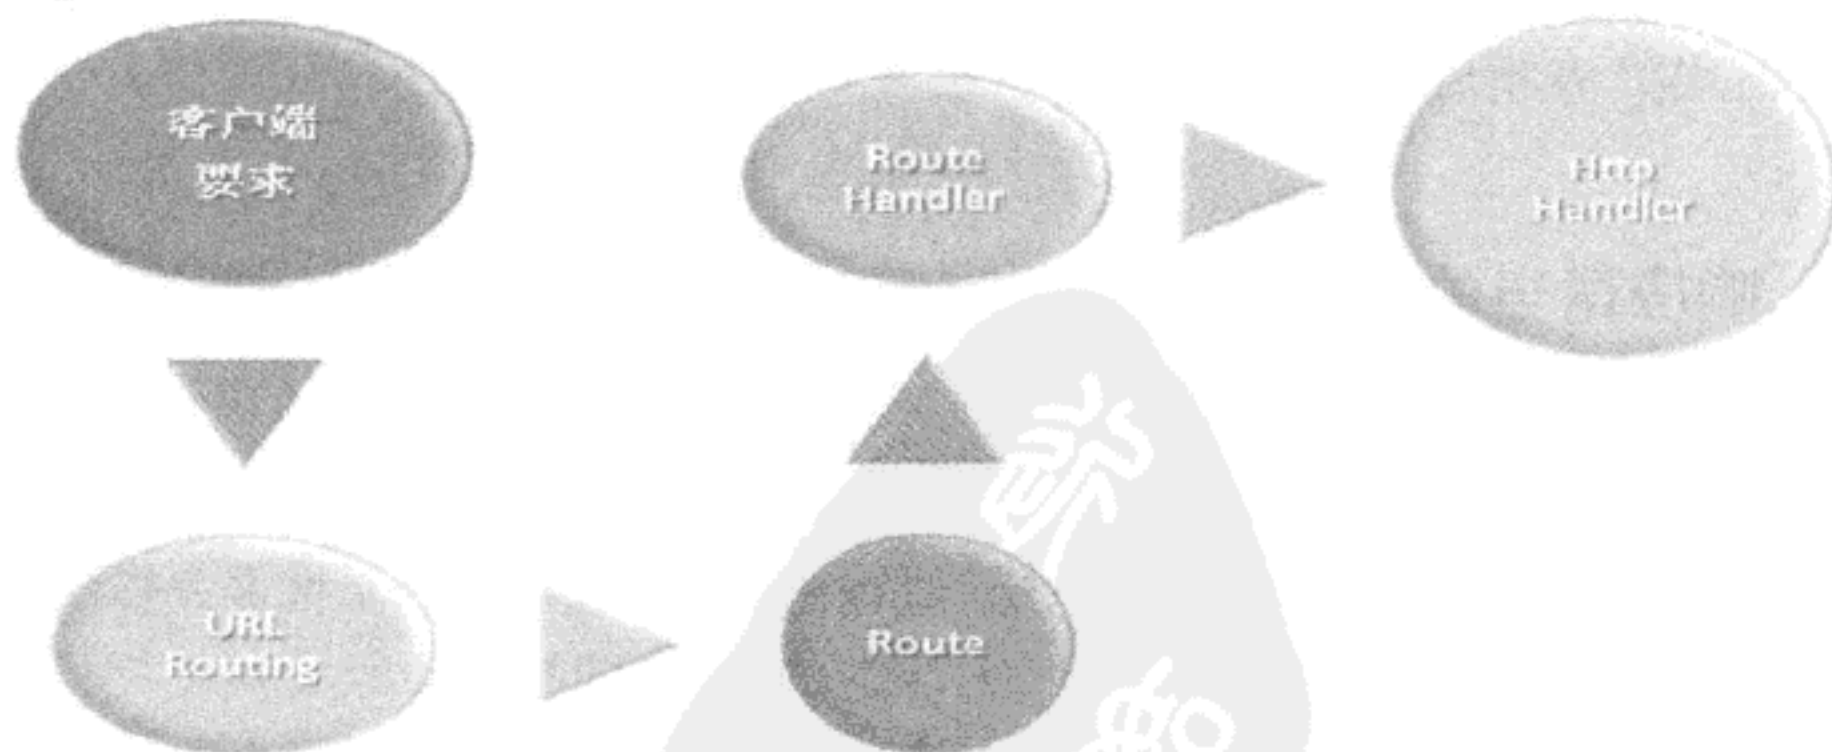 客户端
要求
URL
Routing
Route
Route
Handler
Http
Handler